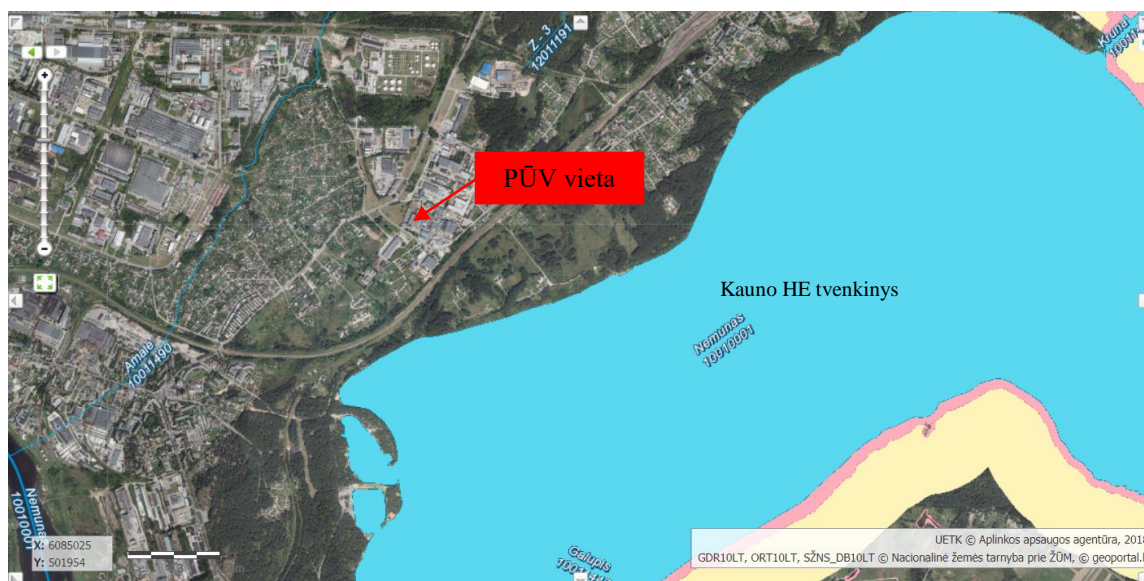 Z - 3
12011191
Kruna
PŪV vieta
Kauno HE tvenkinys
Nemunas
10010001
Amalė
10011490
Nemunas
10010001
X: 6085025
Y: 501954
Galupis
UETK © Aplinkos apsaugos agentūra, 2018
GDR10LT, ORT10LT, SŽNS_DB10LT © Nacionalinė žemės tarnyba prie ŽŪM, © geoportal.l